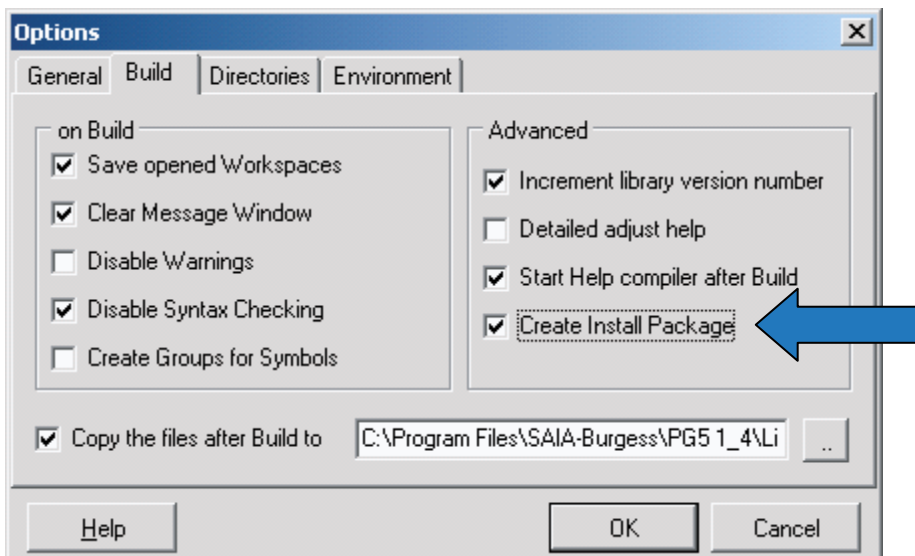 Options
General Build Directories Environment
on Build
Save opened Workspaces
Clear Message Window
Disable Warnings
Disable Syntax Checking
Create Groups for Symbols
Advanced
Increment library version number
Detailed adjust help
Start Help compiler after Build
Create Install Package
Copy the files after Build to C:\Program Files\SAIA-Burgess\PG5 1_4\Li ..
Help OK Cancel